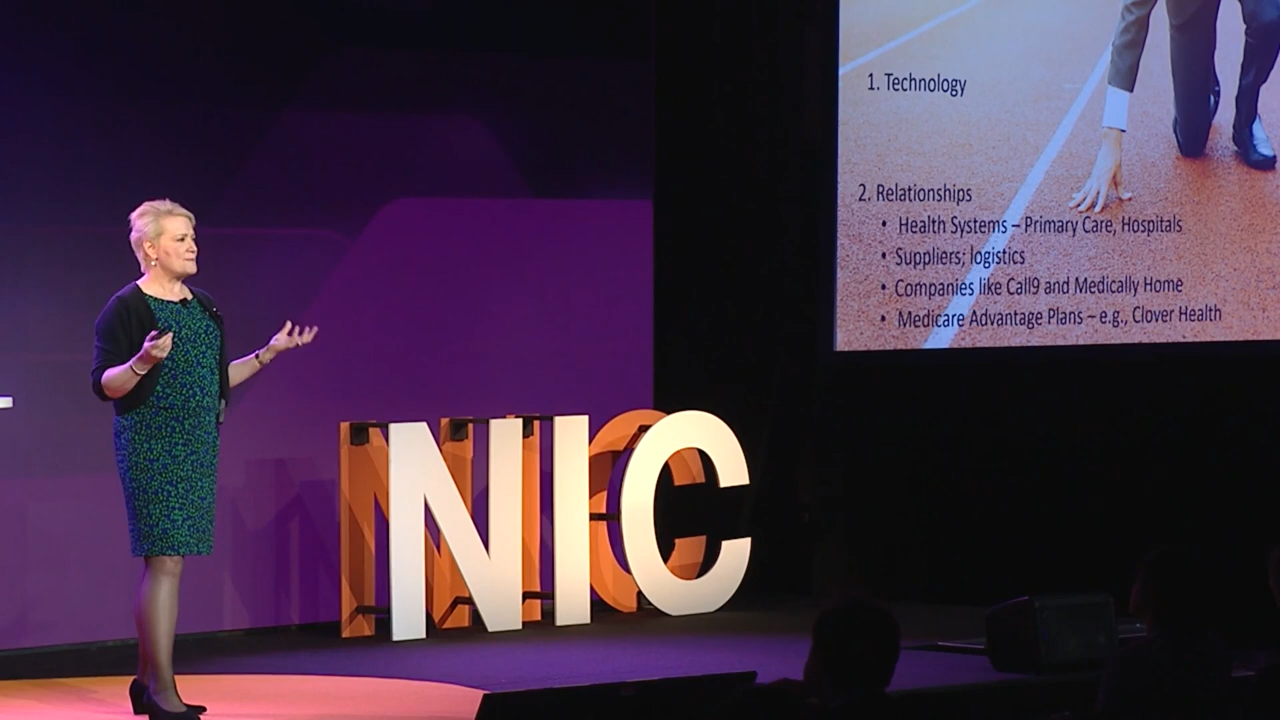 1. Technology
2. Relationships
• Health Systems – Primary Care, Hospitals
• Suppliers; logistics
• Companies like Call9 and Medically Home
• Medicare Advantage Plans – e.g., Clover Health
NIC